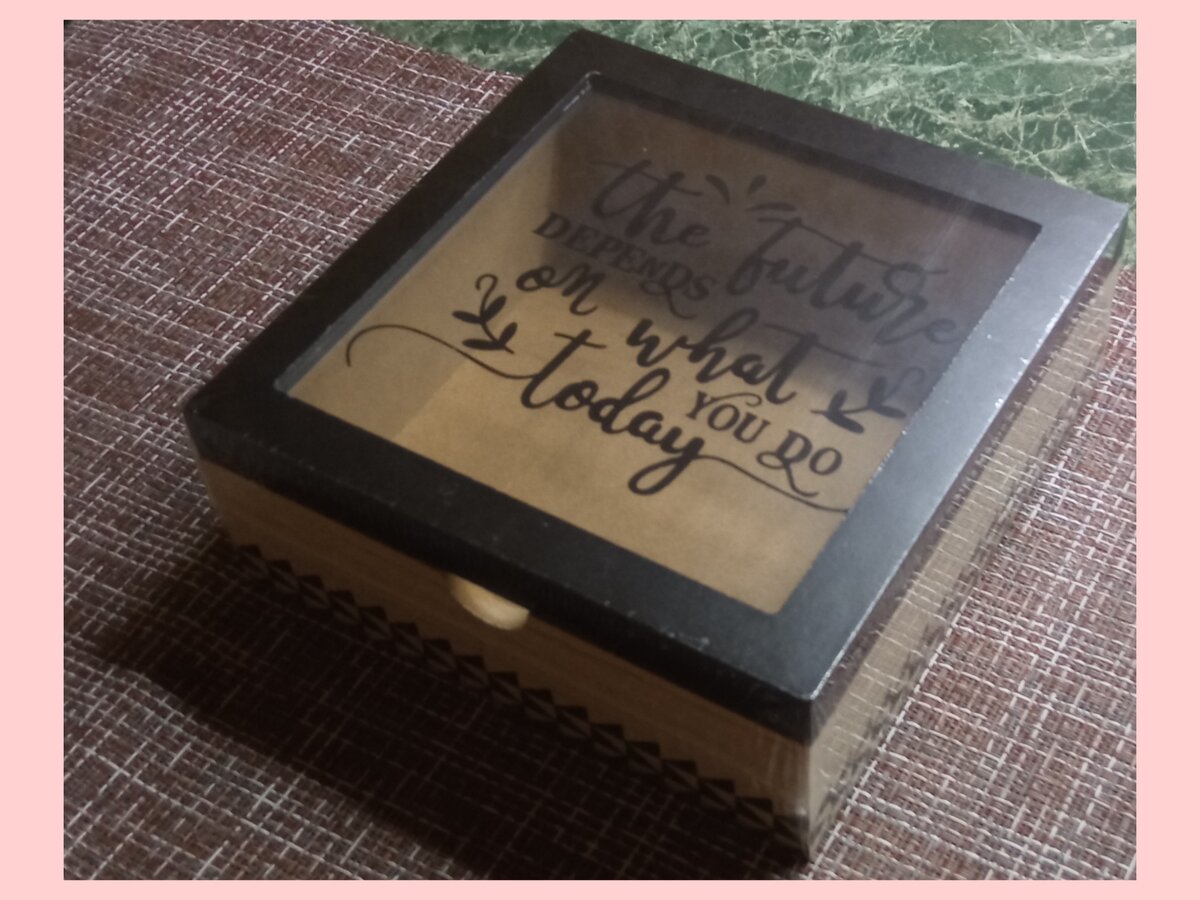 the future
DEPENDS
on what
today YOU DO